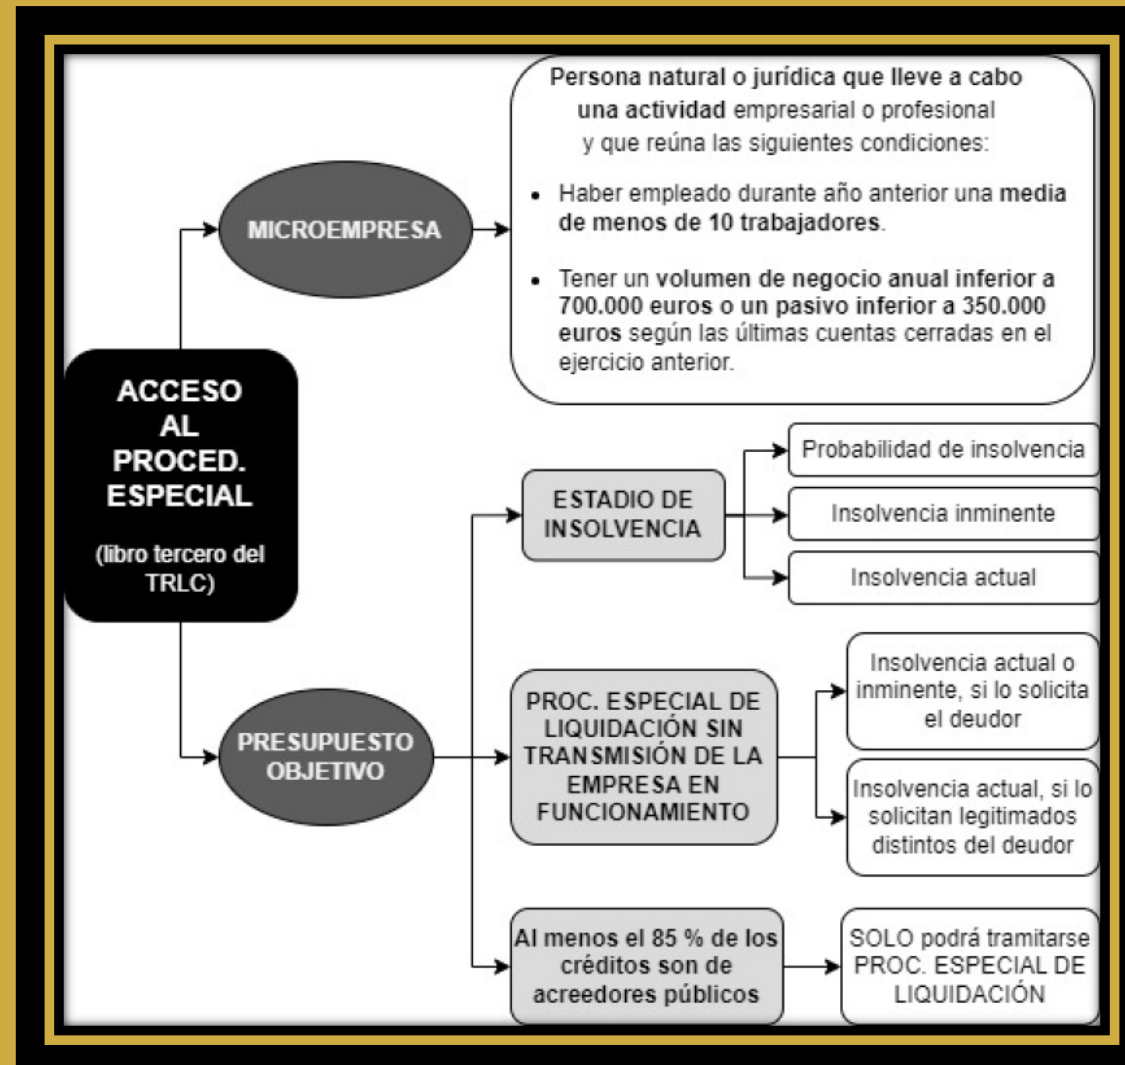 Persona natural o jurídica que lleve a cabo
una actividad empresarial o profesional
y que reúna las siguientes condiciones:
• Haber empleado durante año anterior una media
de menos de 10 trabajadores.
• Tener un volumen de negocio anual inferior a
700.000 euros o un pasivo inferior a 350.000
euros según las últimas cuentas cerradas en el
ejercicio anterior.
MICROEMPRESA
ACCESO
AL
PROCED.
ESPECIAL
(libro tercero del
TRLC)
PRESUPUESTO
OBJETIVO
ESTADIO DE
INSOLVENCIA
Probabilidad de insolvencia
Insolvencia inminente
Insolvencia actual
PROC. ESPECIAL DE
LIQUIDACIÓN SIN
TRANSMISIÓN DE LA
EMPRESA EN
FUNCIONAMIENTO
Insolvencia actual o
inminente, si lo solicita
el deudor
Insolvencia actual, si lo
solicitan legitimados
distintos del deudor
Al menos el 85 % de los
créditos son de
acreedores públicos
SOLO podrá tramitarse
PROC. ESPECIAL DE
LIQUIDACIÓN